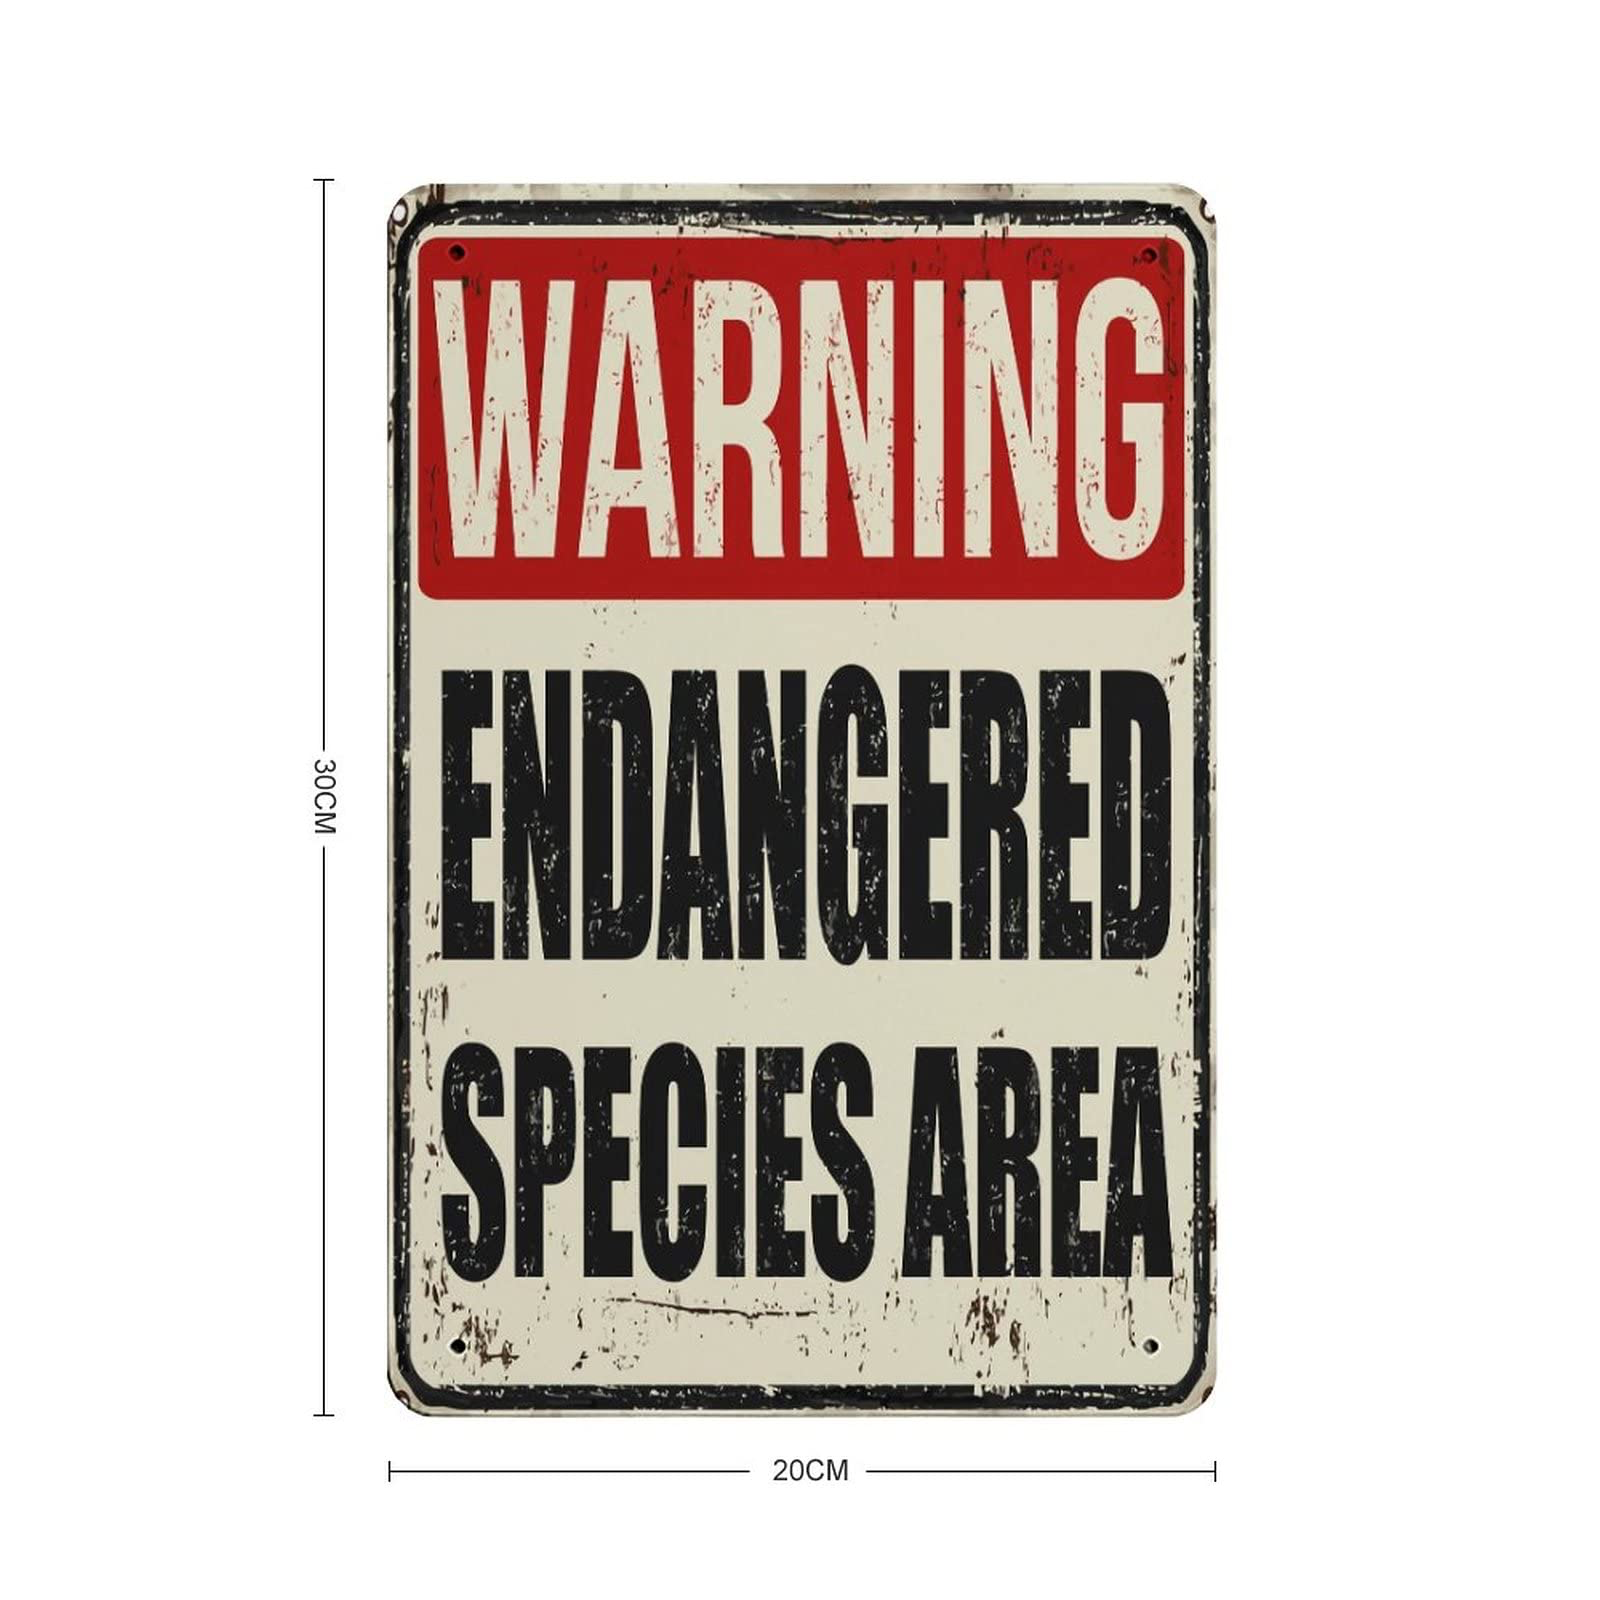 WARNING
ENDANGERED
SPECIES AREA
30CM
20CM